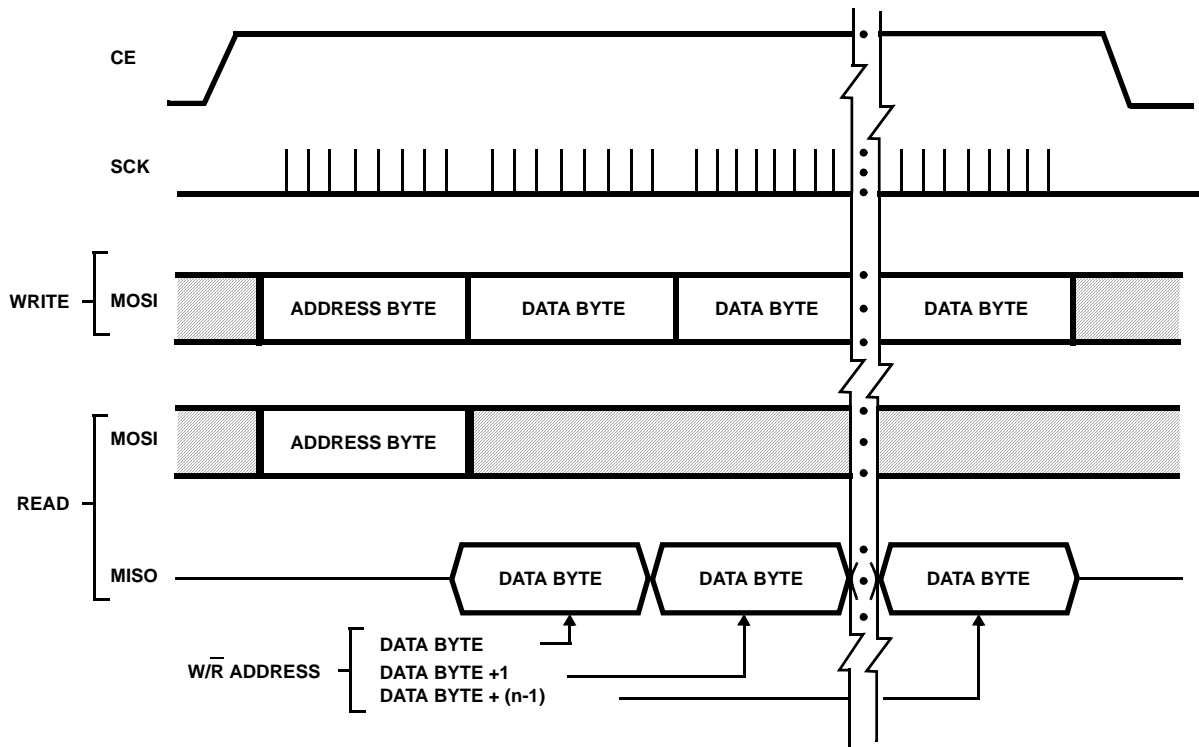 CE
SCK
WRITE
MOSI
ADDRESS BYTE
DATA BYTE
DATA BYTE
DATA BYTE
READ
MOSI
ADDRESS BYTE
MISO
DATA BYTE
DATA BYTE
DATA BYTE
W/R̅ ADDRESS
DATA BYTE
DATA BYTE +1
DATA BYTE + (n-1)